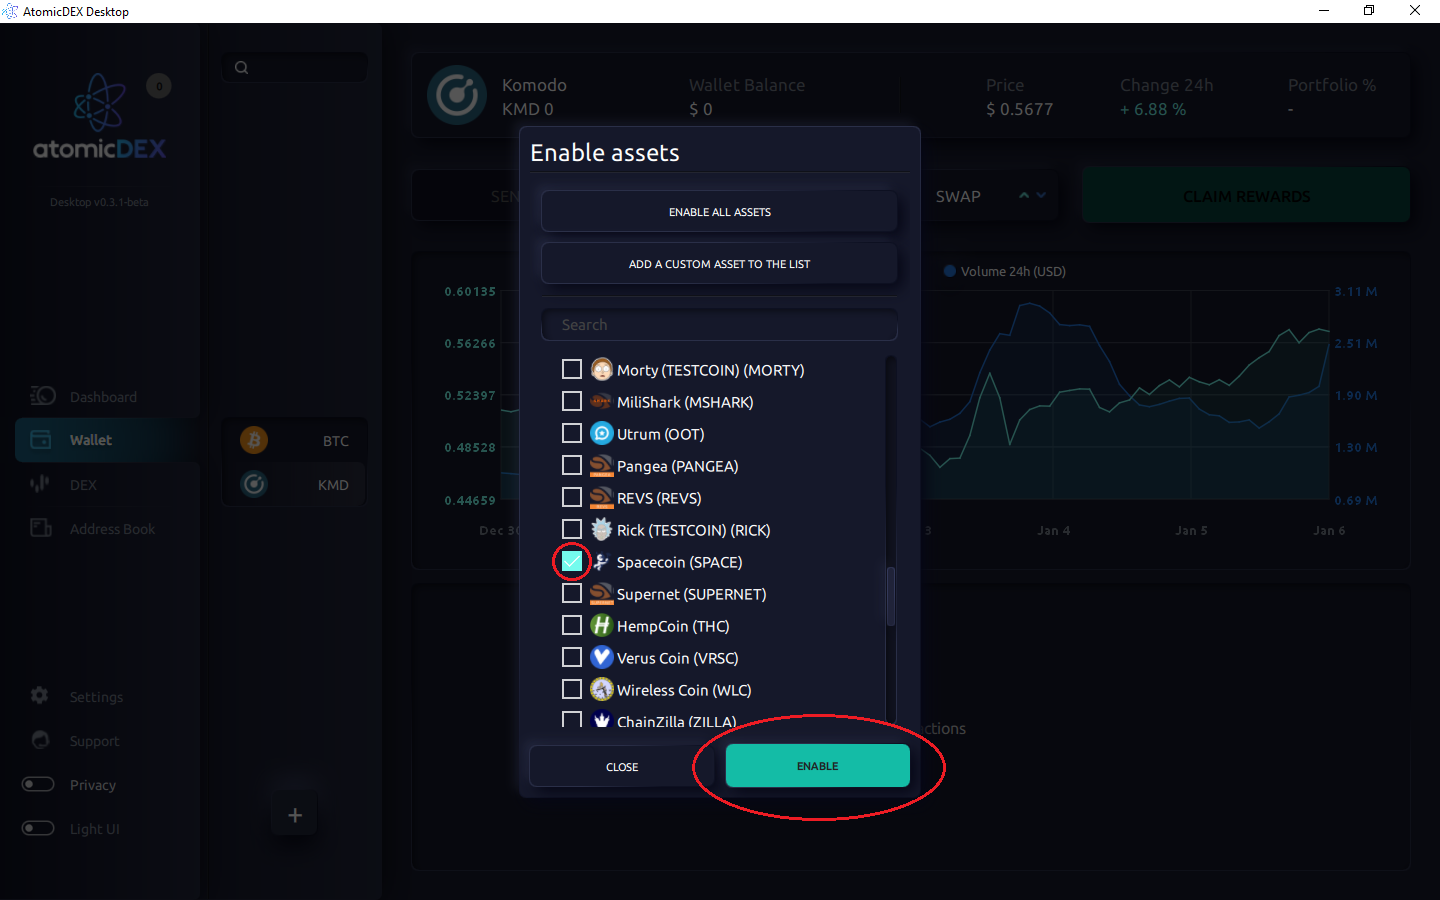 AtomicDEX Desktop
0
atomicDEX
Desktop v0.3.1-beta
Dashboard
Wallet
DEX
Address Book
Settings
Support
Privacy
Light UI
BTC
KMD
+
Komodo
KMD 0
Wallet Balance
$ 0
Price
$ 0.5677
Change 24h
+ 6.88 %
Portfolio %
-
SEN
SWAP
CLAIM REWARDS
Volume 24h (USD)
0.60135
0.56266
0.52397
0.48528
0.44659
3.11 M
2.51 M
1.90 M
1.30 M
0.69 M
Dec 30
3
Jan 4
Jan 5
Jan 6
ctions
Enable assets
ENABLE ALL ASSETS
ADD A CUSTOM ASSET TO THE LIST
Search
Morty (TESTCOIN) (MORTY)
MiliShark (MSHARK)
Utrum (OOT)
Pangea (PANGEA)
REVS (REVS)
Rick (TESTCOIN) (RICK)
Spacecoin (SPACE)
Supernet (SUPERNET)
HempCoin (THC)
Verus Coin (VRSC)
Wireless Coin (WLC)
ChainZilla (ZILLA)
CLOSE
ENABLE